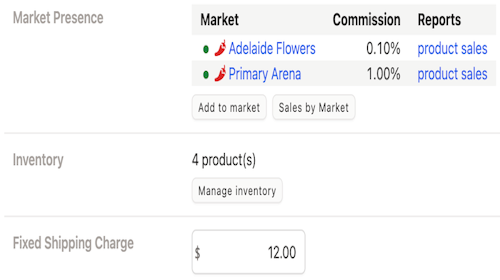 Market Presence
Market Commission Reports
Adelaide Flowers 0.10% product sales
Primary Arena 1.00% product sales
Add to market Sales by Market
Inventory
4 product(s)
Manage inventory
Fixed Shipping Charge
$ 12.00